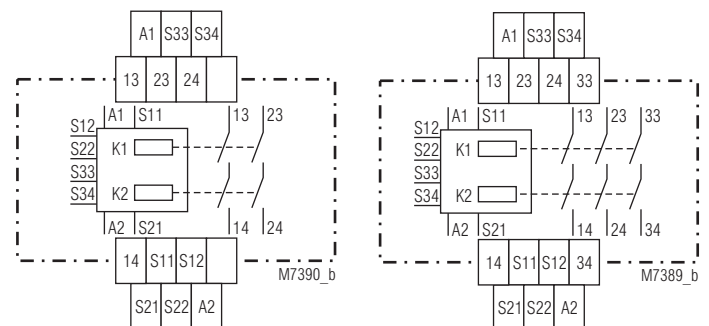 A1 S33 S34
13 23 24
A1 S11 13 23
S12
S22 K1
S33
S34 K2
A2 S21 14 24
14 S11 S12
M7390_b
S21 S22 A2
A1 S33 S34
13 23 24 33
A1 S11 13 23 33
S12
S22 K1
S33
S34 K2
A2 S21 14 24 34
14 S11 S12 34
M7389_b
S21 S22 A2